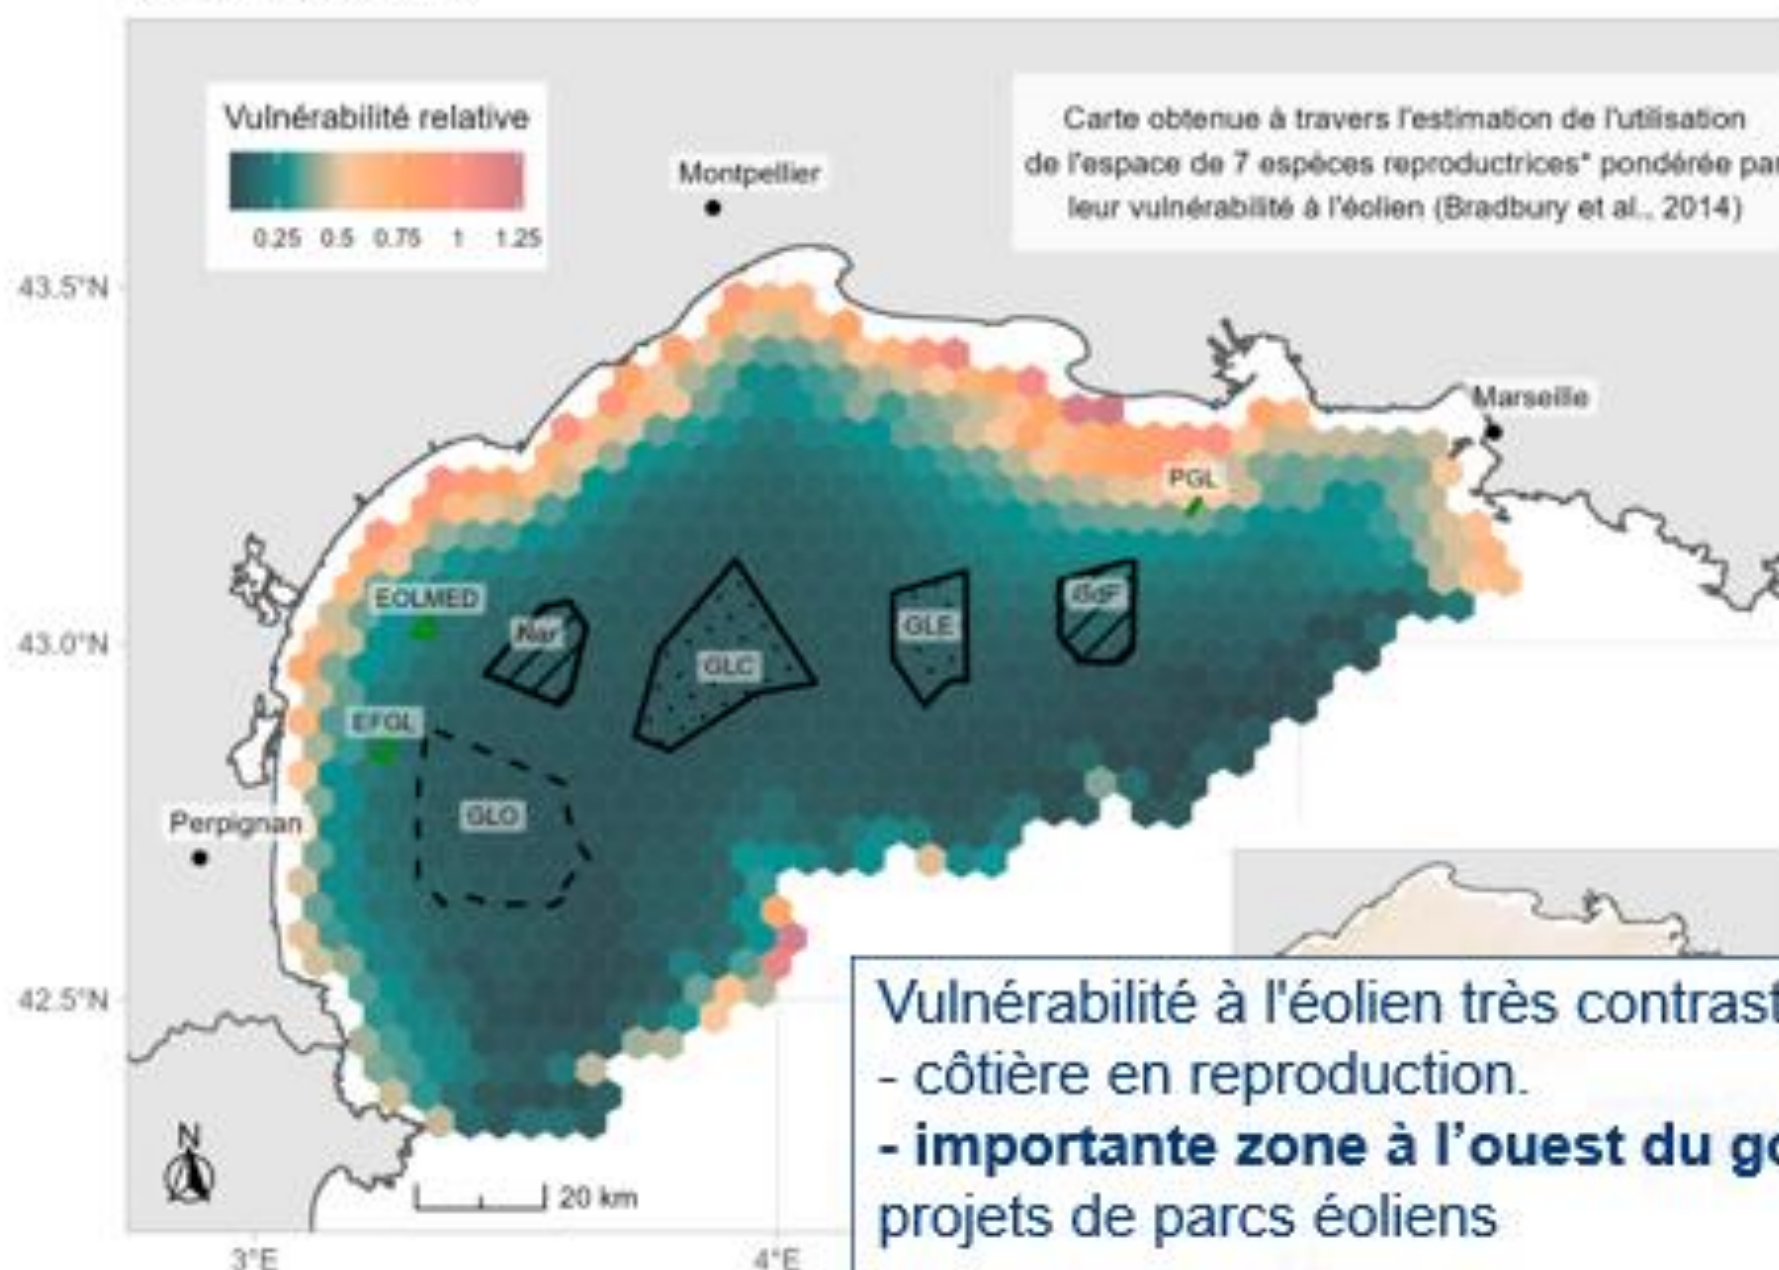 Vulnérabilité relative
0.25 0.5 0.75 1 1.25
Carte obtenue à travers l'estimation de l'utilisation
de l'espace de 7 espèces reproductrices* pondérée par
leur vulnérabilité à l'éolien (Bradbury et al., 2014)
Montpellier
43.5°N
Marseille
PGL
EOLMED
Nar
GLC
GLE
GdF
43.0°N
EFGL
GLO
Perpignan
42.5°N
N
20 km
3°E
4°E
Vulnérabilité à l'éolien très contrast
- côtière en reproduction.
- importante zone à l'ouest du go
projets de parcs éoliens